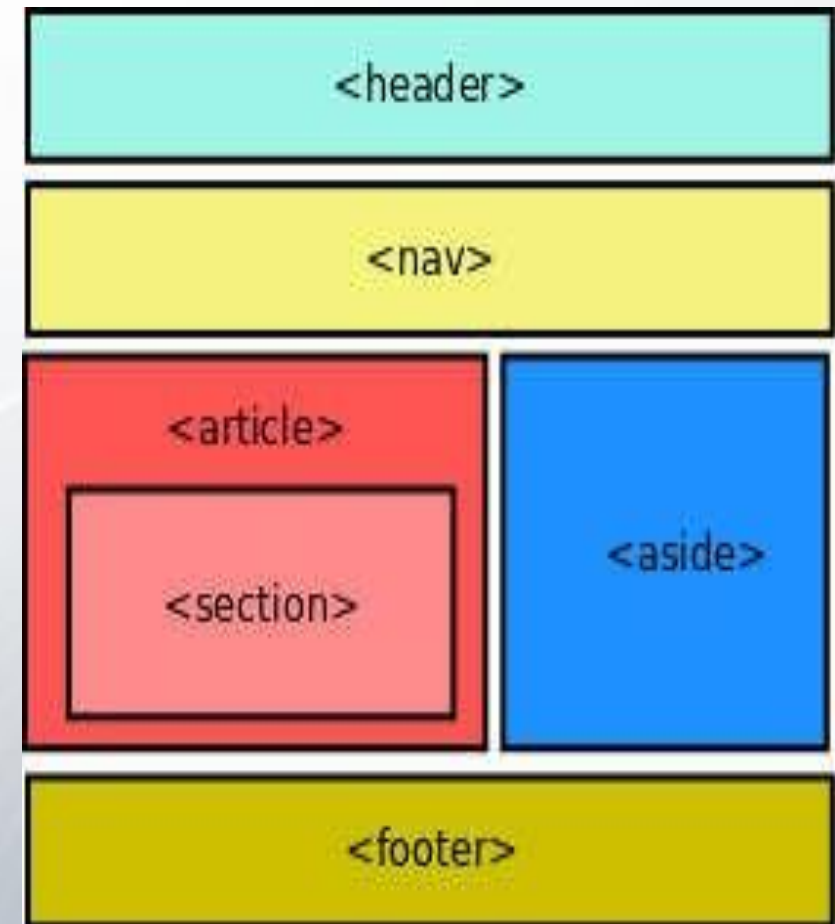 <header>
<nav>
<article>
<section>
<aside>
<footer>